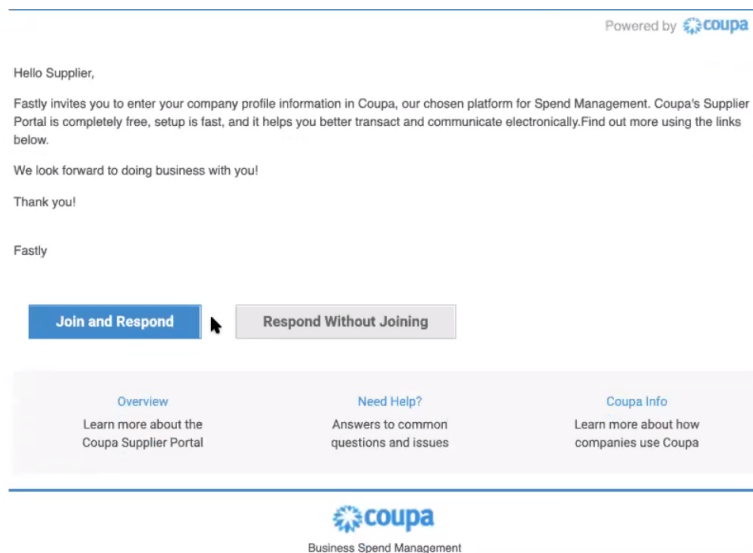 Powered by coupa
Hello Supplier,
Fastly invites you to enter your company profile information in Coupa, our chosen platform for Spend Management. Coupa's Supplier
Portal is completely free, setup is fast, and it helps you better transact and communicate electronically.Find out more using the links
below.
We look forward to doing business with you!
Thank you!
Fastly
Join and Respond
Respond Without Joining
Overview
Learn more about the
Coupa Supplier Portal
Need Help?
Answers to common
questions and issues
Coupa Info
Learn more about how
companies use Coupa
coupa
Business Spend Management